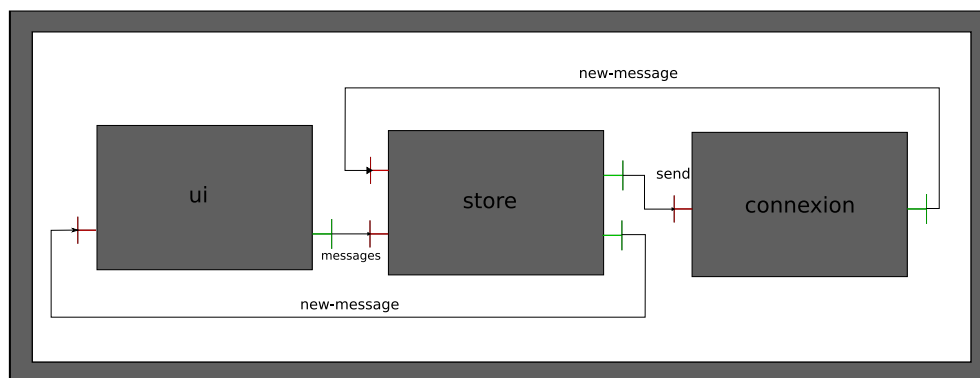 new-message
ui
store
send
connexion
messages
new-message